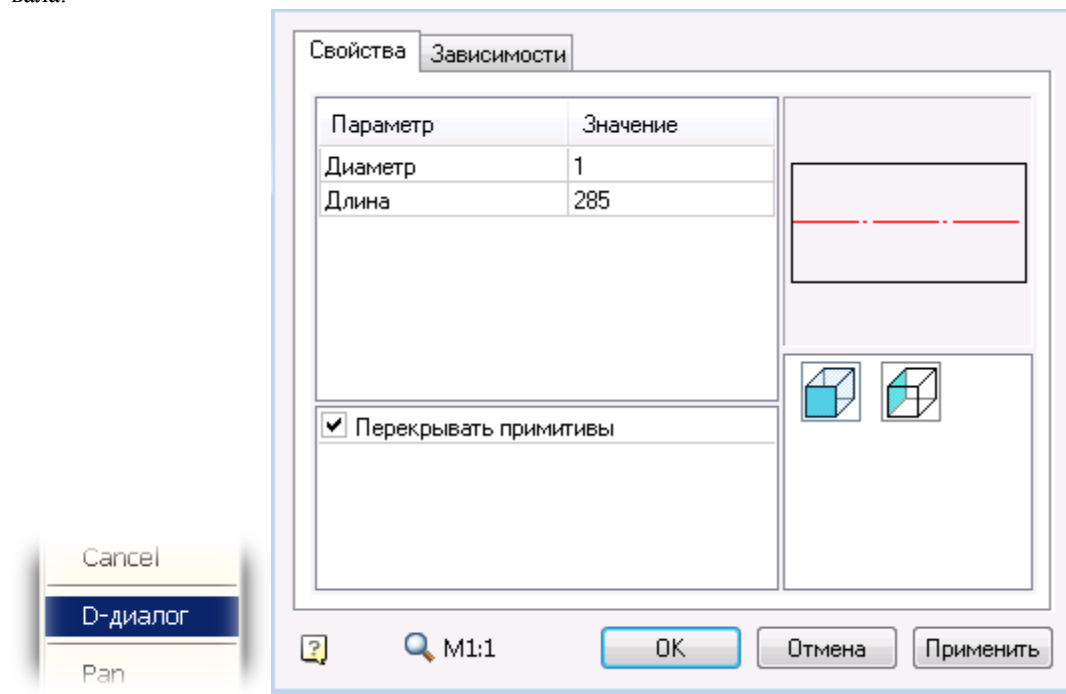 вала.
Свойства Зависимости
Параметр Значение
Диаметр 1
Длина 285
Перекрывать примитивы
Cancel
D-диалог
Pan
M1:1 OK Отмена Применить